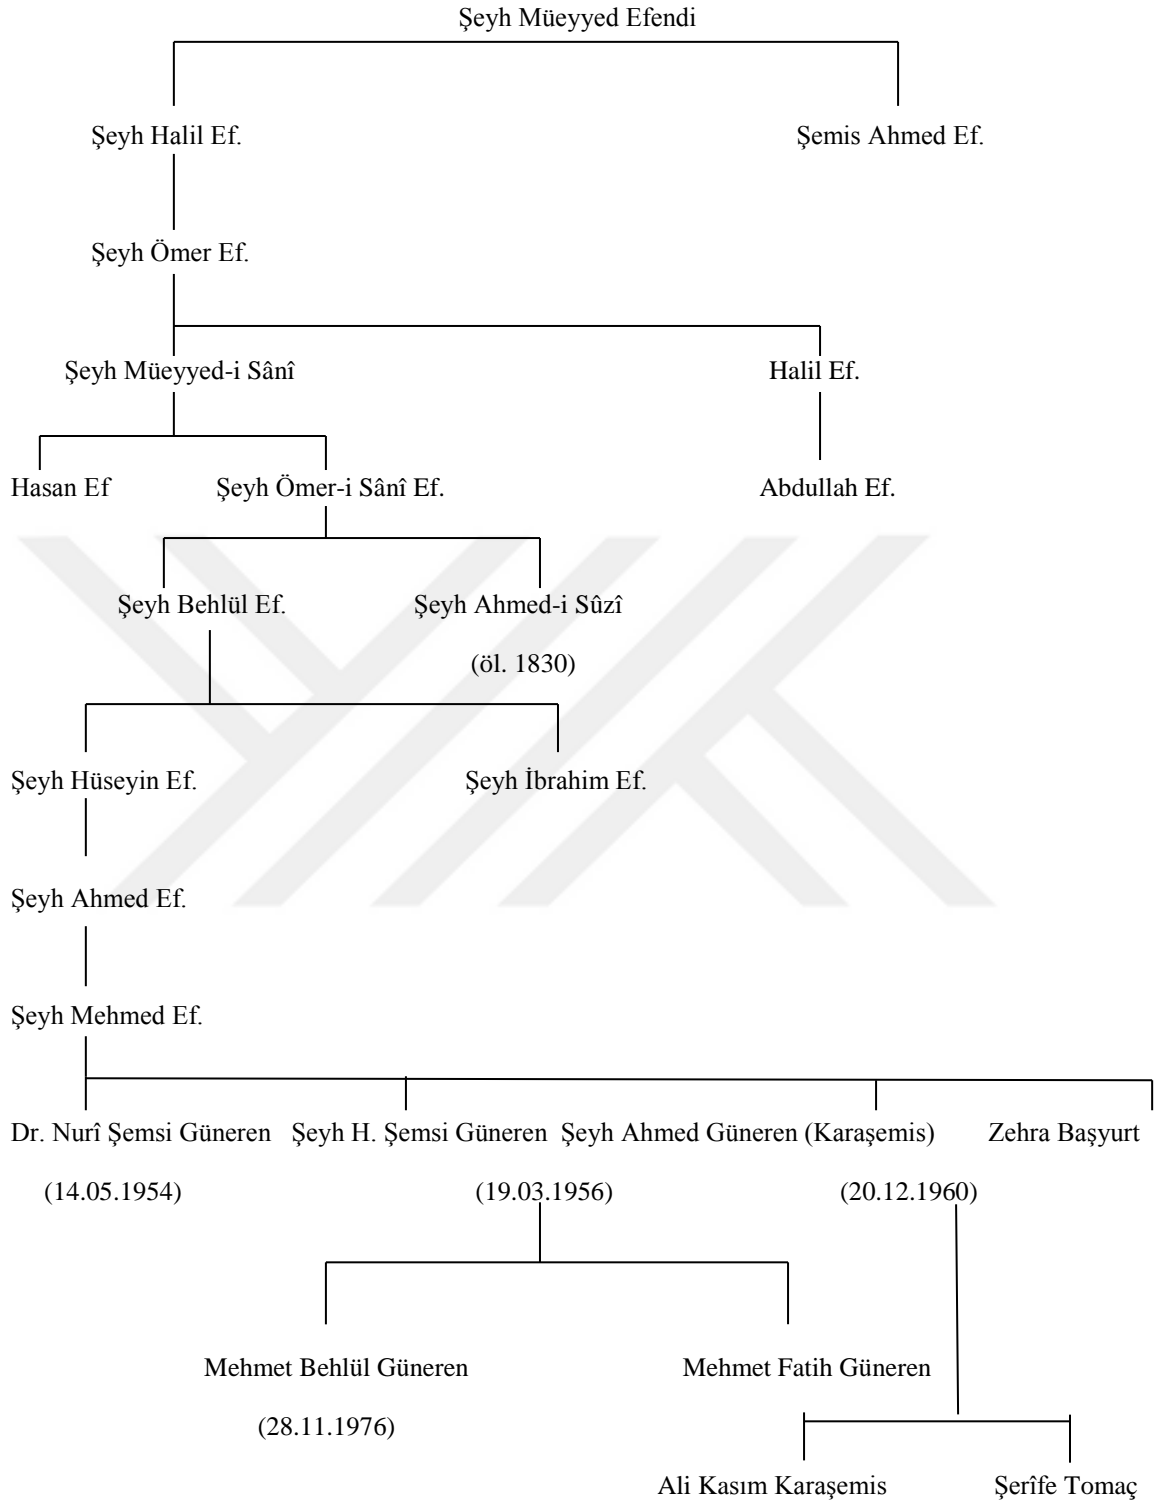 Şeyh Müeyyed Efendi
Şeyh Halil Ef. Şemis Ahmed Ef.
Şeyh Ömer Ef.
Şeyh Müeyyed-i Sânî Halil Ef.
Hasan Ef Şeyh Ömer-i Sânî Ef. Abdullah Ef.
Şeyh Behlül Ef. Şeyh Ahmed-i Sûzî
(öl. 1830)
Şeyh Hüseyin Ef. Şeyh İbrahim Ef.
Şeyh Ahmed Ef.
Şeyh Mehmed Ef.
Dr. Nurî Şemsi Güneren Şeyh H. Şemsi Güneren Şeyh Ahmed Güneren (Karaşemis) Zehra Başyurt
(14.05.1954) (19.03.1956) (20.12.1960)
Mehmet Behlül Güneren Mehmet Fatih Güneren
(28.11.1976)
Ali Kasım Karaşemis Şerîfe Tomaç